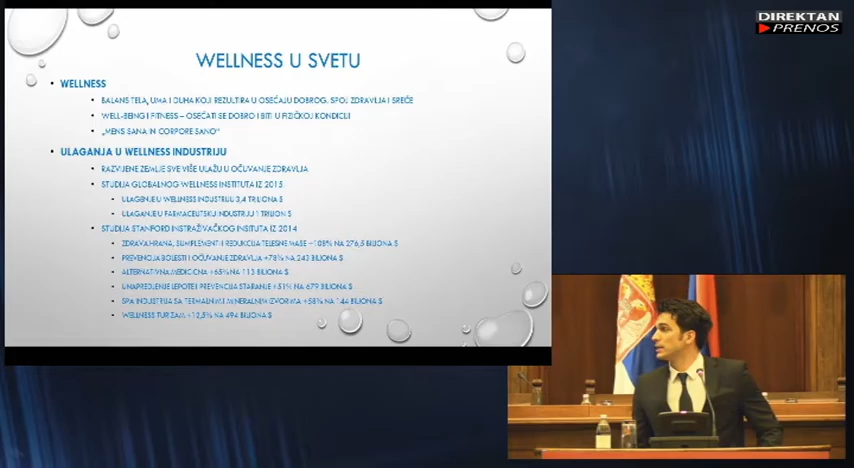 DIREKTAN
PRENOS
WELLNESS U SVETU
• WELLNESS
• BALANS TELA, UMA I DUHA KOJI REZULTIRA U OSEĆAJU DOBROG. SPOJ ZDRAVLJA I SREĆE
• WELL-BEING I FITNESS – OSEĆATI SE DOBRO I BITI U FIZIČKOJ KONDICIJI
• „MENS SANA IN CORPORE SANO"
• ULAGANJA U WELLNESS INDUSTRIJU
• RAZVIJENE ZEMLJE SVE VIŠE ULAŽU U OČUVANJE ZDRAVLJA
• STUDIJA GLOBALNOG WELLNESS INSTITUTA IZ 2015
• ULAGENJE U WELLNESS INDUSTRIJU 3,4 TRILIONA $
• ULAGANJE U FARMACEUTSKU INDUSTRIJU 1 TRILION $
• STUDIJA STANFORD INSTRAŽIVAČKOG INSITUTA IZ 2014
• ZDRAVA HRANA, SUMPLEMENTI I REDUKCIJA TELESNE MASE +108% NA 276,5 BILIONA $
• PREVENCIJA BOLESTI I OČUVANJE ZDRAVLJA +78% NA 243 BILIONA $
• ALTERNATIVNA MEDICINA +65% NA 113 BILIONA $
• UNAPREĐENJE LEPOTE I PREVENCIJA STARANJE +51% NA 679 BILIONA $
• SPA INDUSTRIJA SA TERMALNIM I MINERALNIM IZVORIMA +58% NA 144 BILIONA $
• WELLNESS TURIZAM +12,5% NA 494 BILIONA $